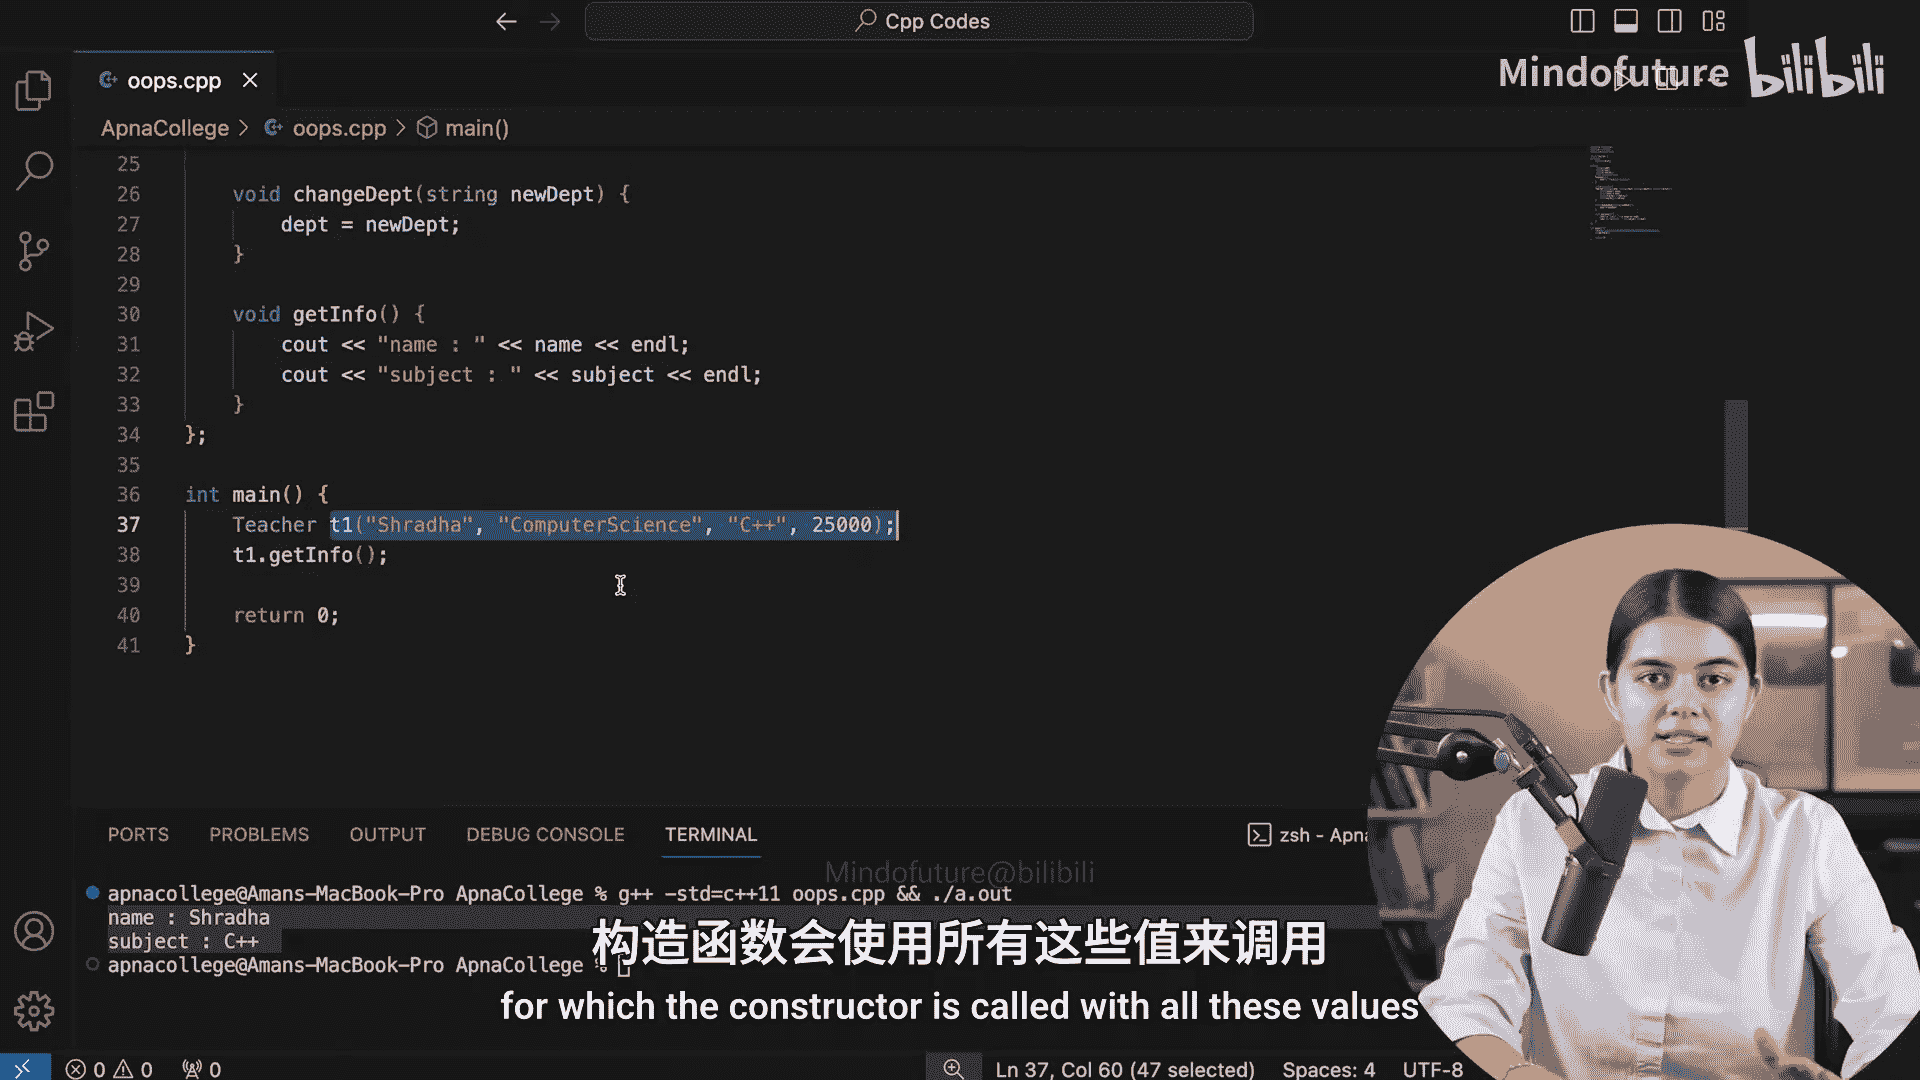 Cpp Codes
Mindofuture bilibili
oops.cpp
ApnaCollege > oops.cpp > main()
25
26 void changeDept(string newDept) {
27 dept = newDept;
28 }
29
30 void getInfo() {
31 cout << "name : " << name << endl;
32 cout << "subject : " << subject << endl;
33 }
34 };
35
36 int main() {
37 Teacher t1("Shradha", "ComputerScience", "C++", 25000);
38 t1.getInfo();
39
40 return 0;
41 }
PORTS PROBLEMS OUTPUT DEBUG CONSOLE TERMINAL zsh - Apna
Mindofuture@bilibili
apnacollege@Amans-MacBook-Pro ApnaCollege % g++ -std=c++11 oops.cpp && ./a.out
name : Shradha
subject : C++
apnacollege@Amans-MacBook-Pro ApnaCollege %
构造函数会使用所有这些值来调用
for which the constructor is called with all these values
0 0 0 Ln 37, Col 60 (47 selected) Spaces: 4 UTF-8